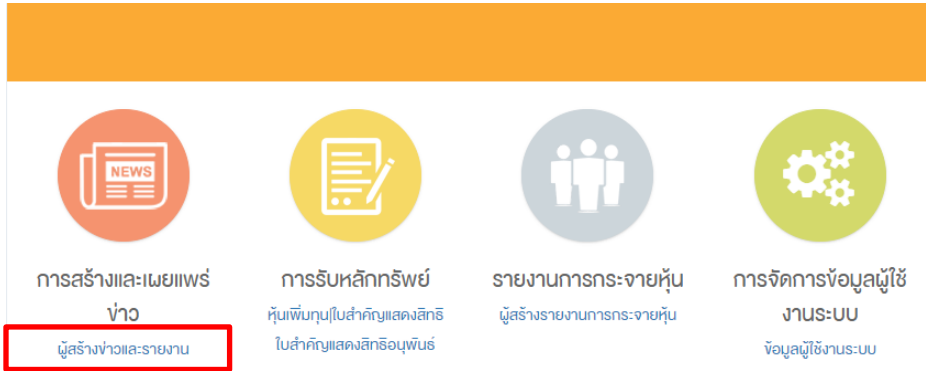 NEWS
การสร้างและเผยแพร่
ข่าว
ผู้สร้างข่าวและรายงาน
การรับหลักทรัพย์
หุ้นเพิ่มทุน|ใบสำคัญแสดงสิทธิ
ใบสำคัญแสดงสิทธิอนุพันธ์
รายงานการกระจายหุ้น
ผู้สร้างรายงานการกระจายหุ้น
การจัดการข้อมูลผู้ใช้
งานระบบ
ข้อมูลผู้ใช้งานระบบ